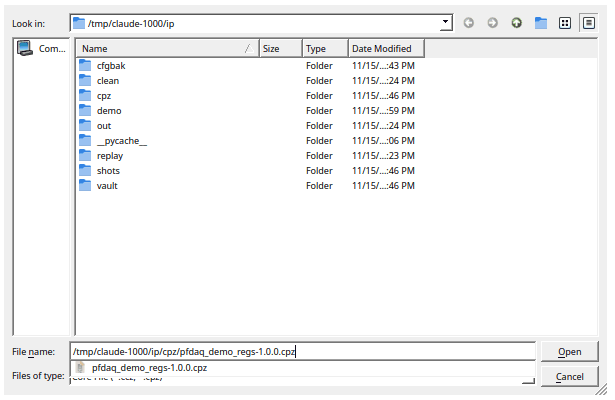 Look in: /tmp/claude-1000/ip
Com...
Name Size Type Date Modified
cfgbak Folder 11/15/...:43 PM
clean Folder 11/15/...:24 PM
cpz Folder 11/15/...:46 PM
demo Folder 11/15/...:59 PM
out Folder 11/15/...:24 PM
__pycache__ Folder 11/15/...:06 PM
replay Folder 11/15/...:23 PM
shots Folder 11/15/...:46 PM
vault Folder 11/15/...:46 PM
File name: /tmp/claude-1000/ip/cpz/pfdaq_demo_regs-1.0.0.cpz Open
pfdaq_demo_regs-1.0.0.cpz
Files of type: Cancel